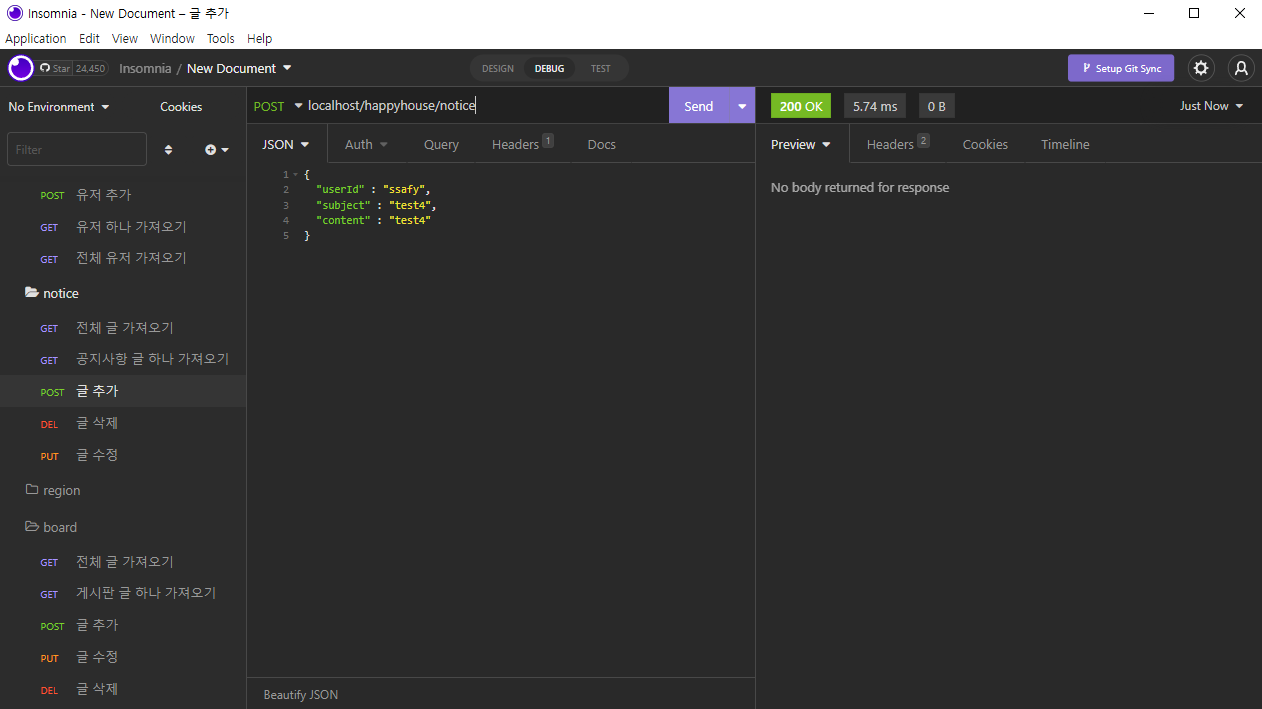 Insomnia - New Document – 글 추가
Application Edit View Window Tools Help
Star 24,450 Insomnia / New Document DESIGN DEBUG TEST Setup Git Sync
No Environment Cookies
Filter
POST 유저 추가
GET 유저 하나 가져오기
GET 전체 유저 가져오기
notice
GET 전체 글 가져오기
GET 공지사항 글 하나 가져오기
POST 글 추가
DEL 글 삭제
PUT 글 수정
region
board
GET 전체 글 가져오기
GET 게시판 글 하나 가져오기
POST 글 추가
PUT 글 수정
DEL 글 삭제
POST localhost/happyhouse/notice Send
JSON Auth Query Headers 1 Docs
1 {
2 "userId" : "ssafy",
3 "subject" : "test4",
4 "content" : "test4"
5 }
Beautify JSON
200 OK 5.74 ms 0 B Just Now
Preview Headers 2 Cookies Timeline
No body returned for response